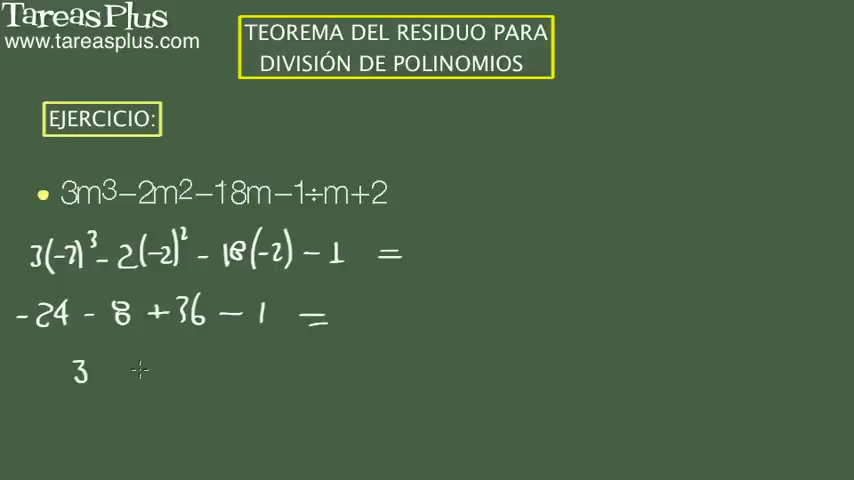 TareasPlus
www.tareasplus.com
TEOREMA DEL RESIDUO PARA
DIVISIÓN DE POLINOMIOS
EJERCICIO:
• 3m3-2m2-18m-1÷m+2
3(-2)³ - 2(-2)² - 18(-2) - 1 =
-24 - 8 + 36 - 1 =
3